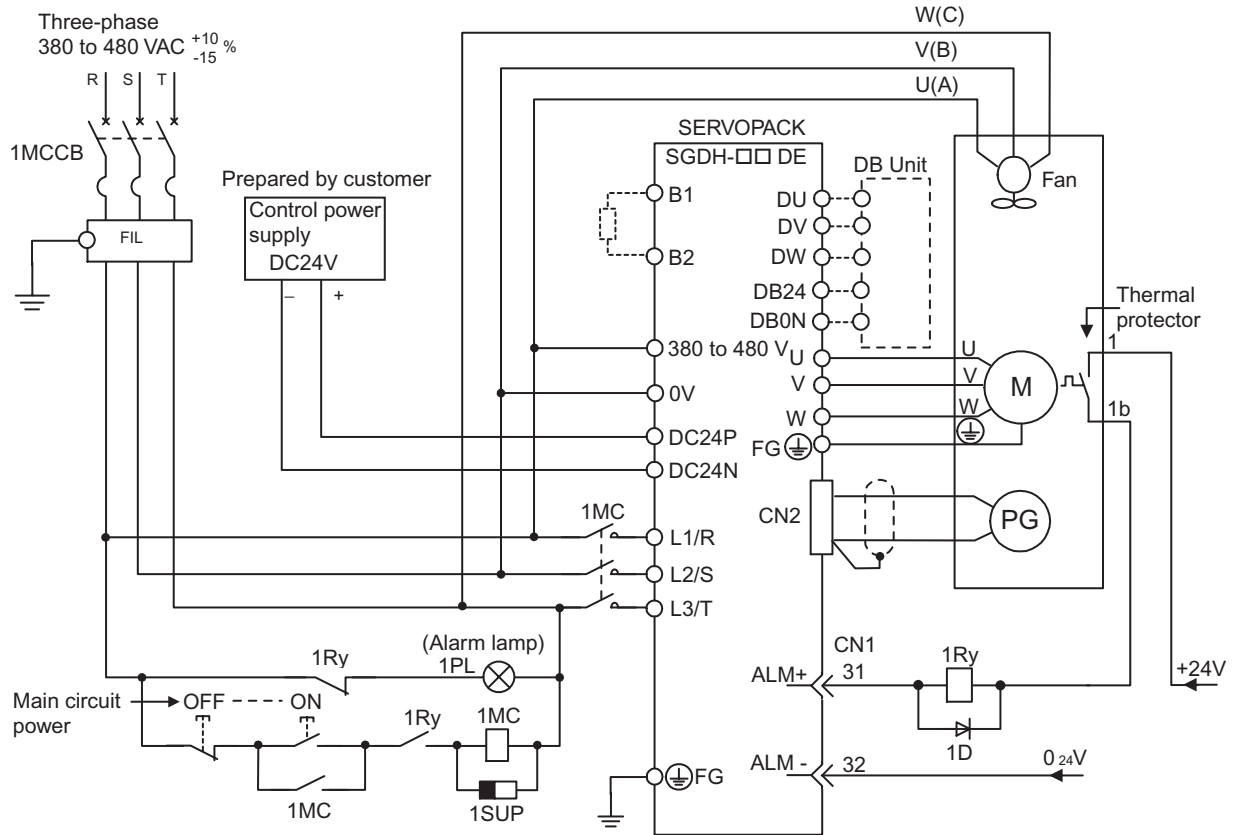 Three-phase
380 to 480 VAC +10 -15 %
R S T
1MCCB
FIL
Prepared by customer
Control power
supply
DC24V
– +
W(C)
V(B)
U(A)
SERVOPACK
SGDH-□□ DE
DB Unit
Fan
B1
B2
DU
DV
DW
DB24
DB0N
380 to 480 V
0V
DC24P
DC24N
U
V
W
FG
U
V
W
M
Thermal
protector
1
1b
CN2
PG
1MC
L1/R
L2/S
L3/T
(Alarm lamp)
1Ry
1PL
Main circuit
power
OFF
ON
1Ry
1MC
1MC
1SUP
FG
CN1
ALM+
31
1Ry
+24V
1D
ALM -
32
0 24V